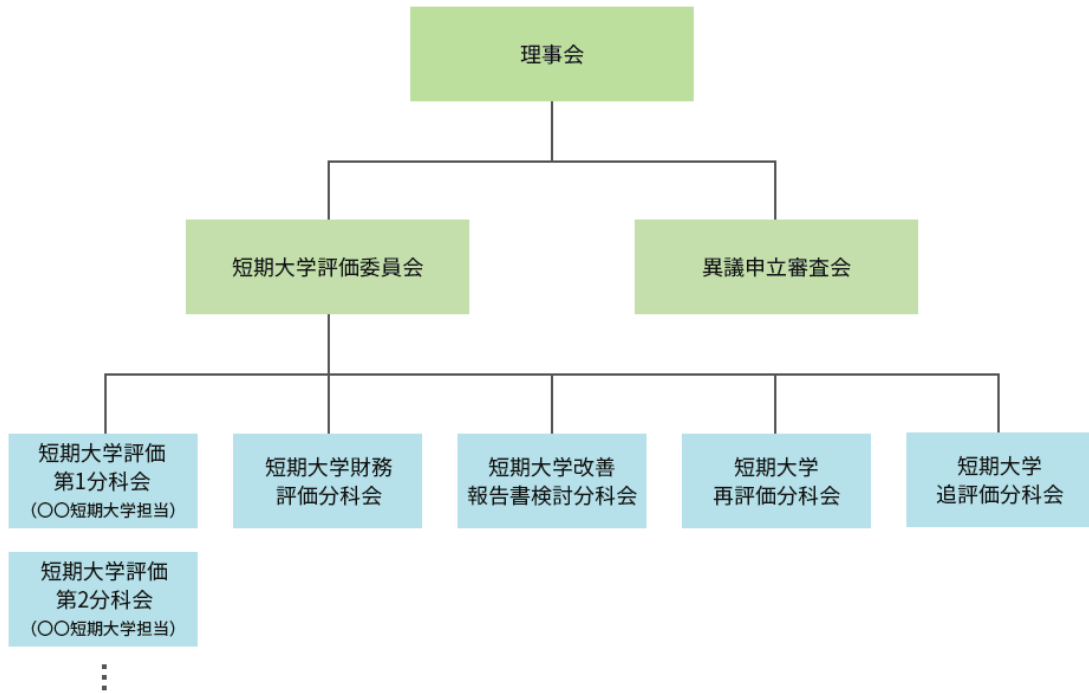 理事会
短期大学評価委員会
異議申立審査会
短期大学評価
第1分科会
(〇〇短期大学担当)
短期大学財務
評価分科会
短期大学改善
報告書検討分科会
短期大学
再評価分科会
短期大学
追評価分科会
短期大学評価
第2分科会
(〇〇短期大学担当)